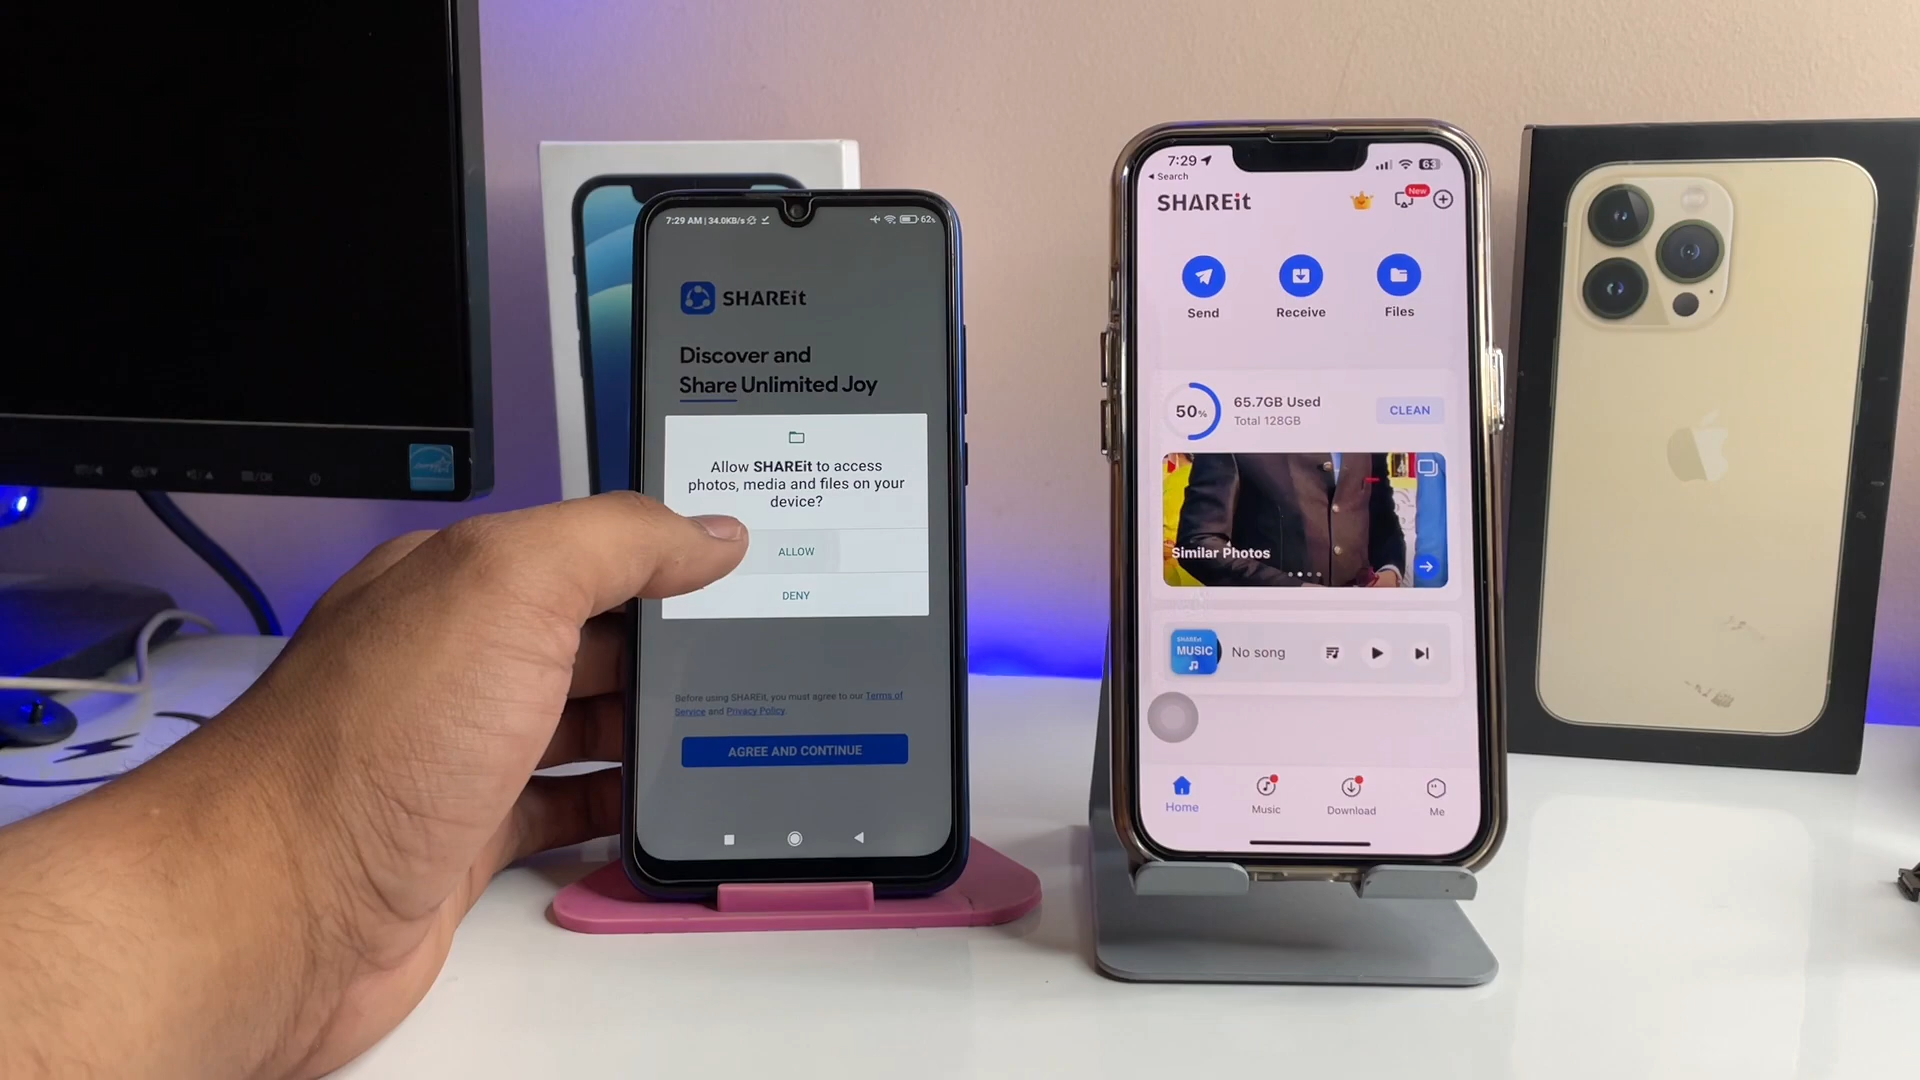 7:29 AM | 34.0KB/s
62%
SHAREit
Discover and
Share Unlimited Joy
Allow SHAREit to access
photos, media and files on your
device?
ALLOW
DENY
Before using SHAREit, you must agree to our Terms of
Service and Privacy Policy.
AGREE AND CONTINUE
7:29
63
Search
SHAREit
New
Send
Receive
Files
50%
65.7GB Used
Total 128GB
CLEAN
Similar Photos
SHAREit
MUSIC
No song
Home
Music
Download
Me